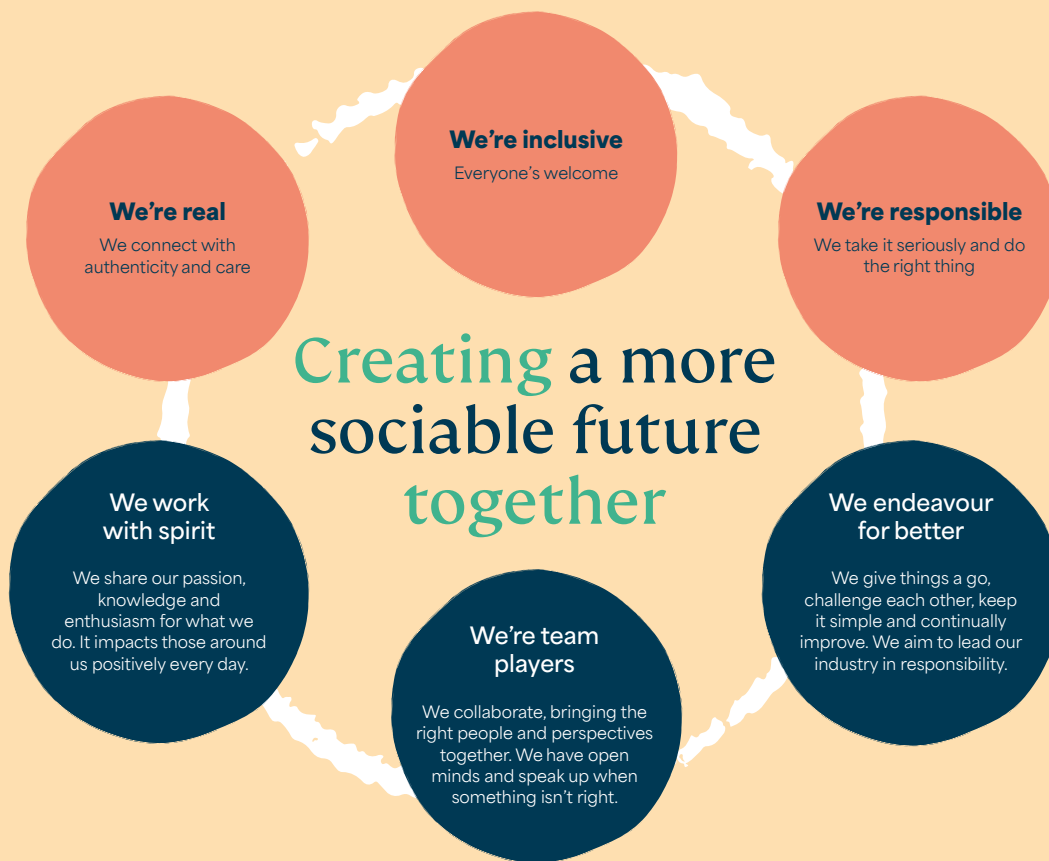 We're inclusive
Everyone's welcome
We're real
We connect with
authenticity and care
We're responsible
We take it seriously and do
the right thing
Creating a more
sociable future
together
We work
with spirit
We share our passion,
knowledge and
enthusiasm for what we
do. It impacts those around
us positively every day.
We're team
players
We collaborate, bringing the
right people and perspectives
together. We have open
minds and speak up when
something isn't right.
We endeavour
for better
We give things a go,
challenge each other, keep
it simple and continually
improve. We aim to lead our
industry in responsibility.